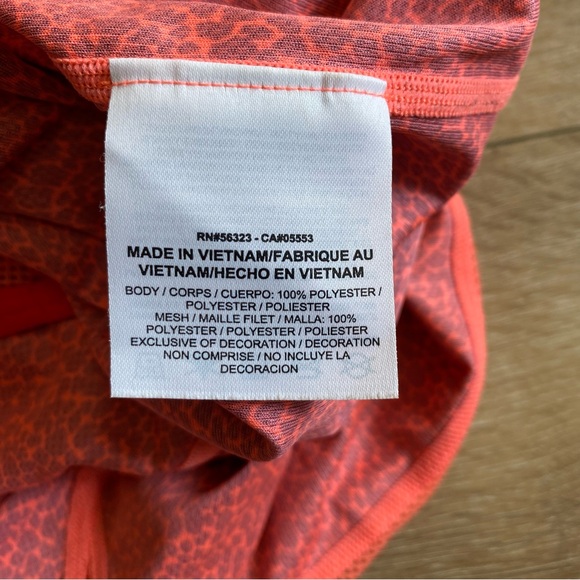 RN#56323 - CA#05553
MADE IN VIETNAM/FABRIQUE AU
VIETNAM/HECHO EN VIETNAM
BODY / CORPS / CUERPO: 100% POLYESTER /
POLYESTER / POLIESTER
MESH / MAILLE FILET / MALLA: 100%
POLYESTER / POLYESTER / POLIESTER
EXCLUSIVE OF DECORATION / DECORATION
NON COMPRISE / NO INCLUYE LA
DECORACION